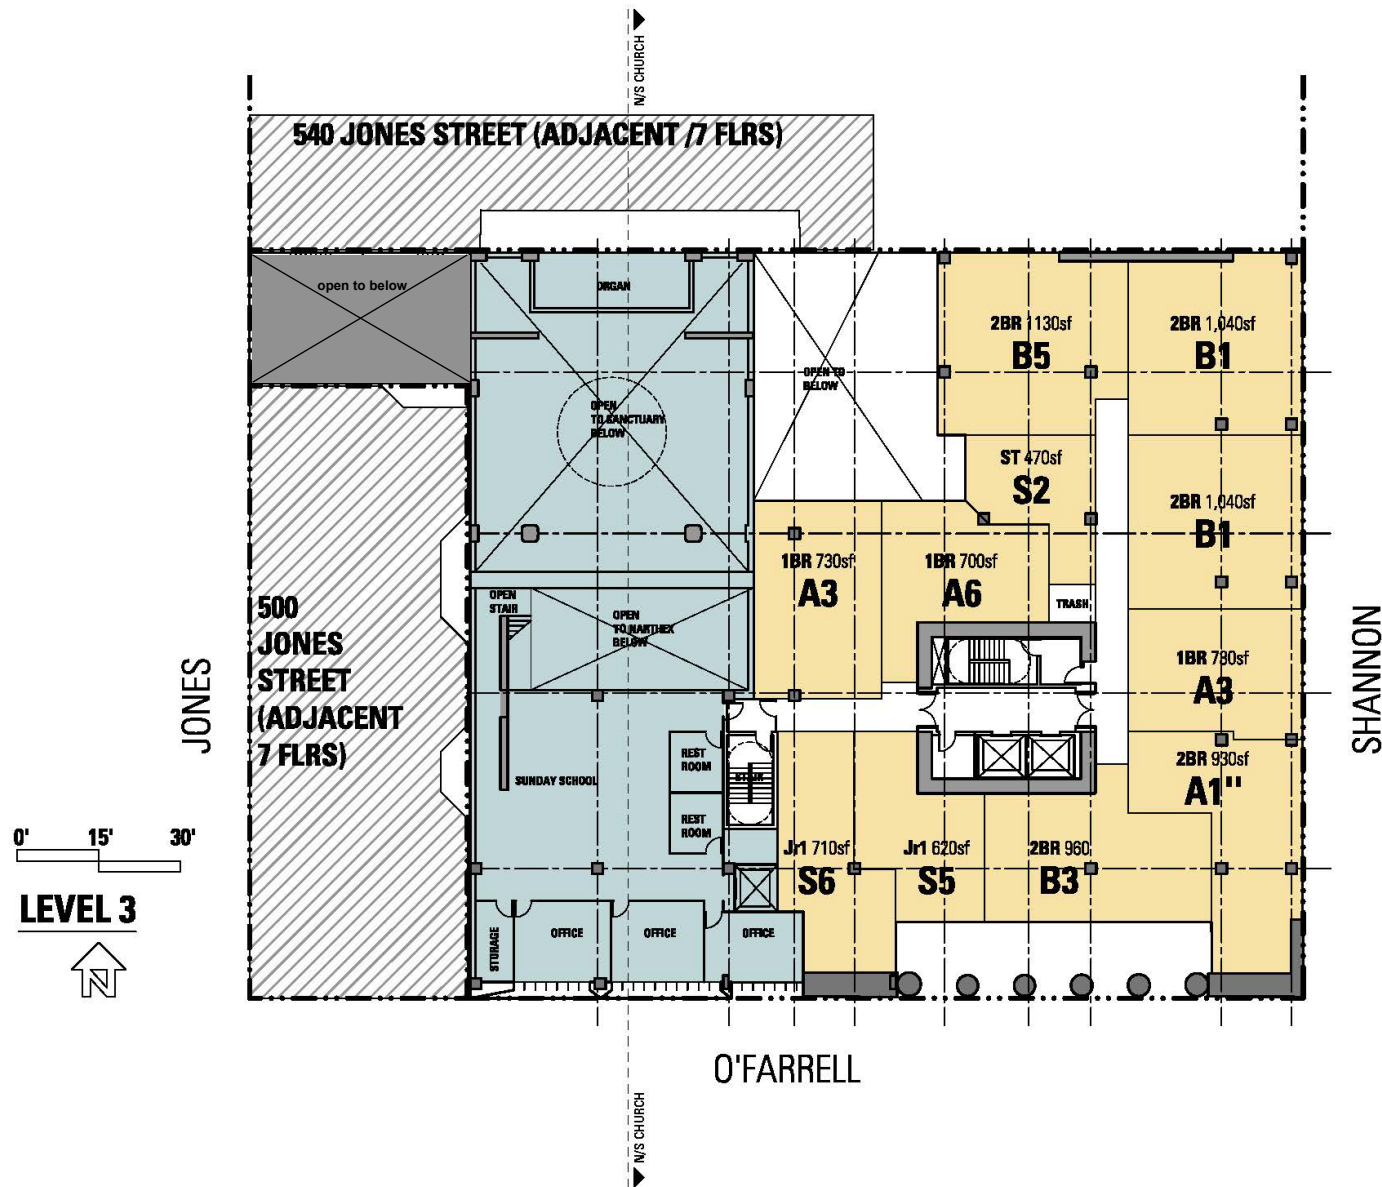 N/S CHURCH
540 JONES STREET (ADJACENT /7 FLRS)
open to below
ORGAN
OPEN
TO SANCTUARY
BELOW
OPEN TO
BELOW
2BR 1130sf
B5
2BR 1,040sf
B1
ST 470sf
S2
2BR 1,040sf
B1
1BR 730sf
A3
1BR 700sf
A6
TRASH
OPEN
STAIR
OPEN
TO NARTHEX
BELOW
500
JONES
STREET
(ADJACENT
7 FLRS)
JONES
SHANNON
1BR 780sf
A3
2BR 930sf
A1"
REST
ROOM
STAIR
SUNDAY SCHOOL
REST
ROOM
Jr1 710sf
S6
Jr1 620sf
S5
2BR 960
B3
0' 15' 30'
LEVEL 3
N
STORAGE
OFFICE
OFFICE
OFFICE
O'FARRELL
N/S CHURCH